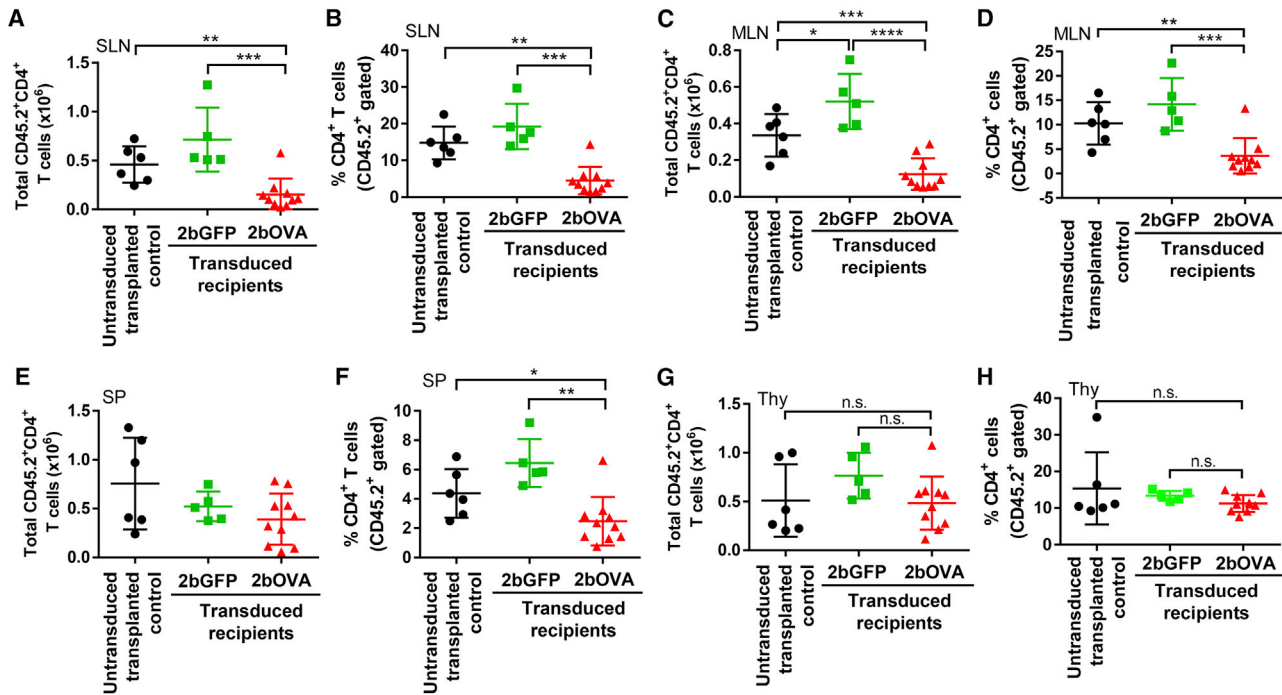 A
SLN
**
***
Total CD45.2⁺CD4⁺
T cells (x10⁶)
1.5
1.0
0.5
0.0
Untransduced
transplanted
control
2bGFP 2bOVA
Transduced
recipients
B
SLN
**
***
% CD4⁺ T cells
(CD45.2⁺ gated)
40
30
20
10
0
Untransduced
transplanted
control
2bGFP 2bOVA
Transduced
recipients
C
MLN
***
* ****
Total CD45.2⁺CD4⁺
T cells (x10⁶)
0.8
0.6
0.4
0.2
0.0
Untransduced
transplanted
control
2bGFP 2bOVA
Transduced
recipients
D
MLN
**
***
% CD4⁺ cells
(CD45.2⁺ gated)
25
20
15
10
5
0
-5
Untransduced
transplanted
control
2bGFP 2bOVA
Transduced
recipients
E
SP
Total CD45.2⁺CD4⁺
T cells (x10⁶)
1.5
1.0
0.5
0.0
Untransduced
transplanted
control
2bGFP 2bOVA
Transduced
recipients
F
SP
*
**
% CD4⁺ T cells
(CD45.2⁺ gated)
10
8
6
4
2
0
Untransduced
transplanted
control
2bGFP 2bOVA
Transduced
recipients
G
Thy
n.s.
n.s.
Total CD45.2⁺CD4⁺
T cells (x10⁶)
1.5
1.0
0.5
0.0
Untransduced
transplanted
control
2bGFP 2bOVA
Transduced
recipients
H
Thy
n.s.
n.s.
% CD4⁺ cells
(CD45.2⁺ gated)
40
30
20
10
0
Untransduced
transplanted
control
2bGFP 2bOVA
Transduced
recipients